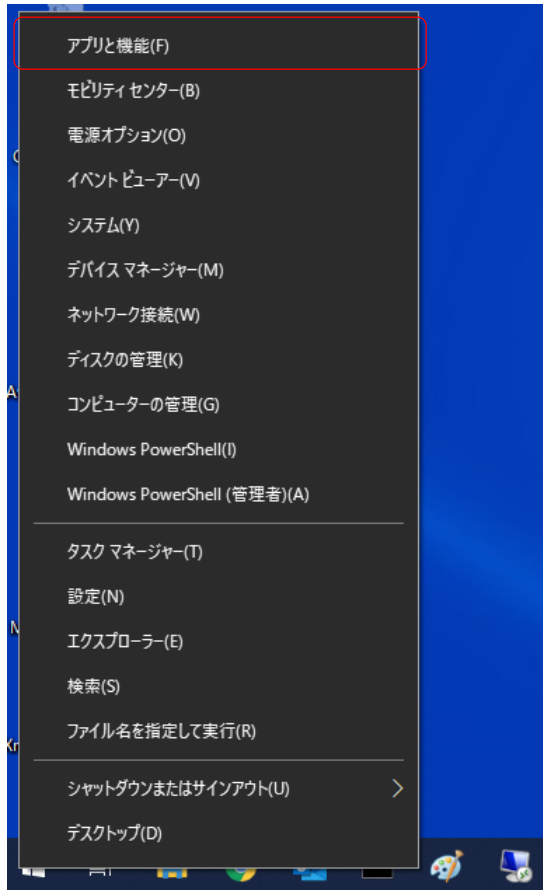 アプリと機能(F)
モビリティ センター(B)
電源オプション(O)
イベント ビューアー(V)
システム(Y)
デバイス マネージャー(M)
ネットワーク接続(W)
ディスクの管理(K)
コンピューターの管理(G)
Windows PowerShell(I)
Windows PowerShell (管理者)(A)
タスク マネージャー(T)
設定(N)
エクスプローラー(E)
検索(S)
ファイル名を指定して実行(R)
シャットダウンまたはサインアウト(U)
デスクトップ(D)